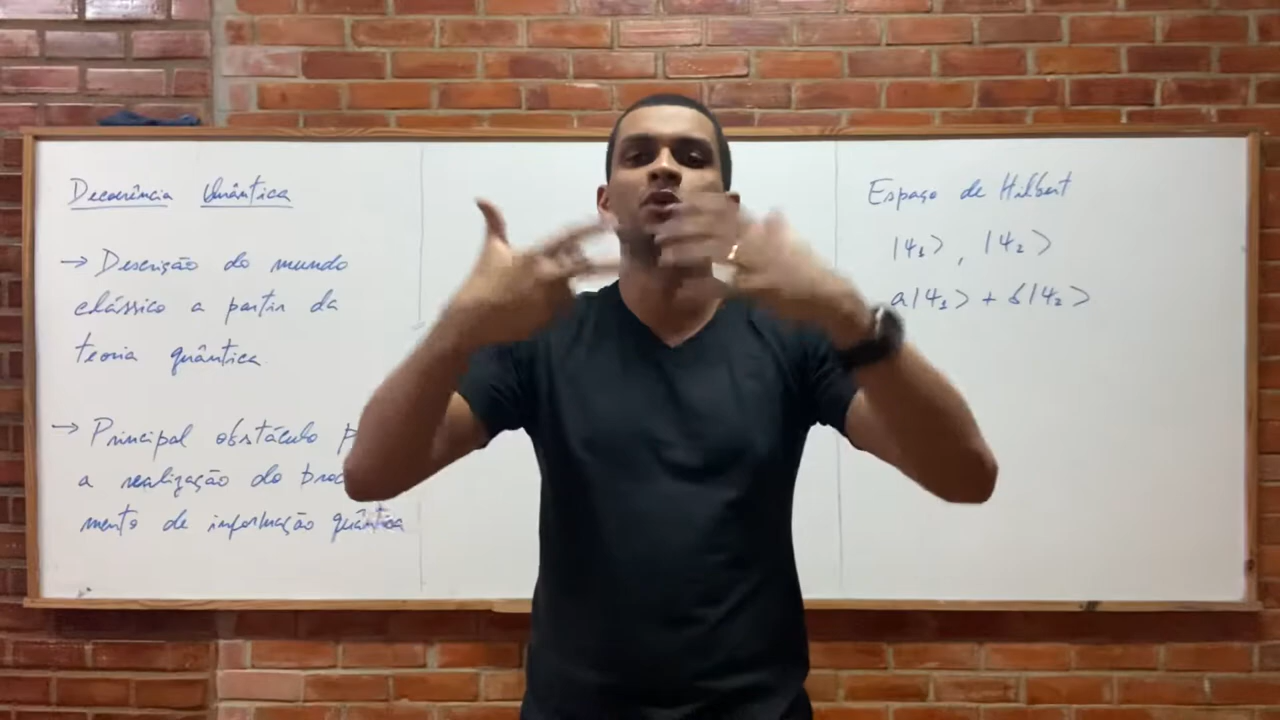 Decoerência Quântica
→ Descrição do mundo
clássico a partir da
teoria quântica.
→ Principal obstáculo p
a realização do proc
mento de informação quântica
Espaço de Hilbert
|ψ₁⟩ , |ψ₂⟩
a|ψ₁⟩ + b|ψ₂⟩